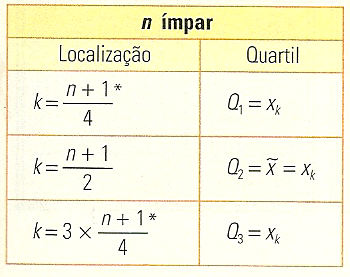 n ímpar
Localização Quartil
k = (n + 1*)/4 Q₁ = xₖ
k = (n + 1)/2 Q₂ = x̃ = xₖ
k = 3 × (n + 1*)/4 Q₃ = xₖ